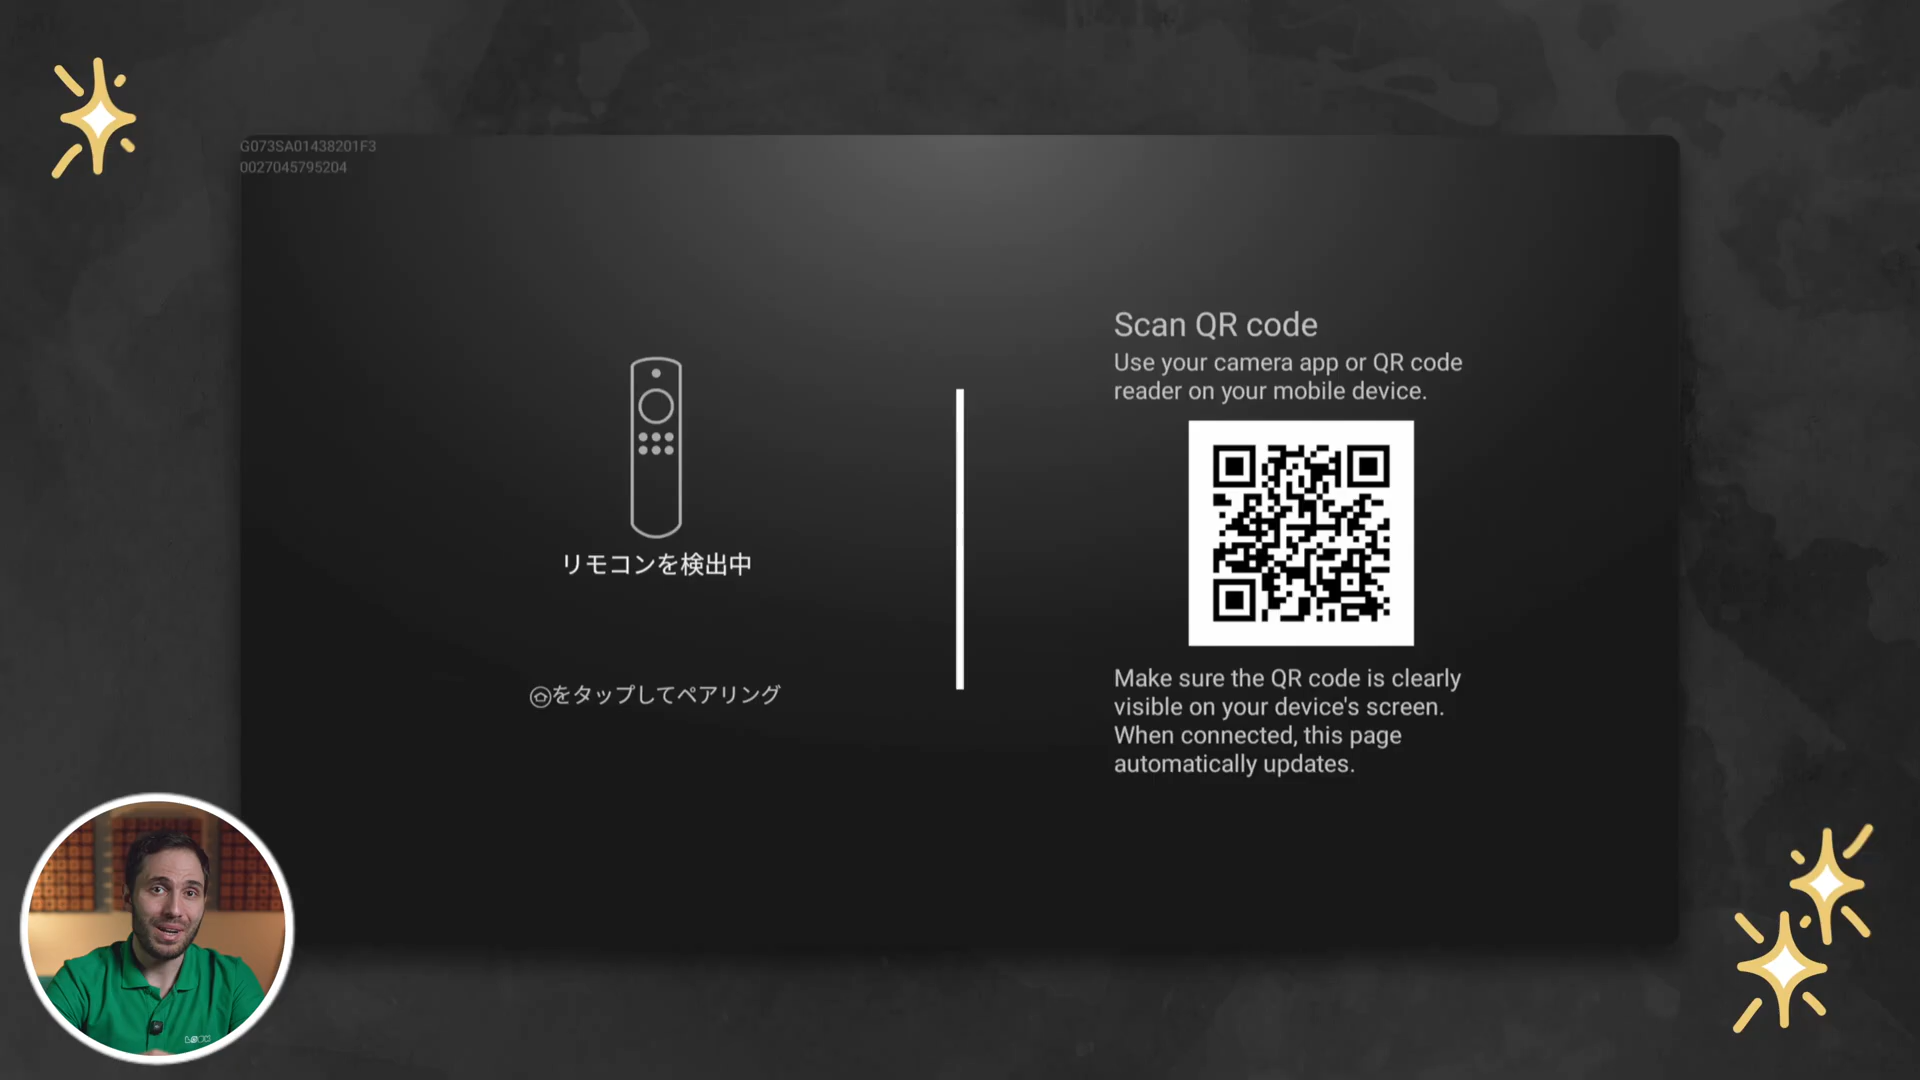 G073SA01438201F3
0027045795204
リモコンを検出中
をタップしてペアリング
Scan QR code
Use your camera app or QR code
reader on your mobile device.
Make sure the QR code is clearly
visible on your device's screen.
When connected, this page
automatically updates.